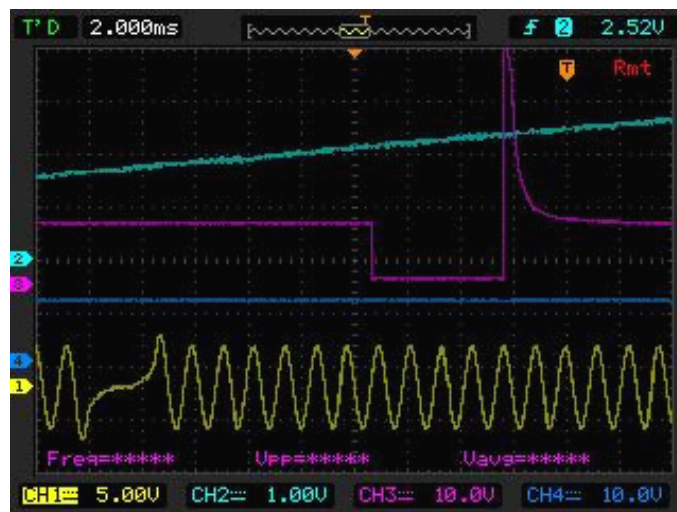 T'D 2.000ms T F 2 2.52V
T Rmt
2
3
4
1
Freq=***** Vpp=***** Vavg=*****
CH1 5.00V CH2 1.00V CH3 10.0V CH4 10.0V